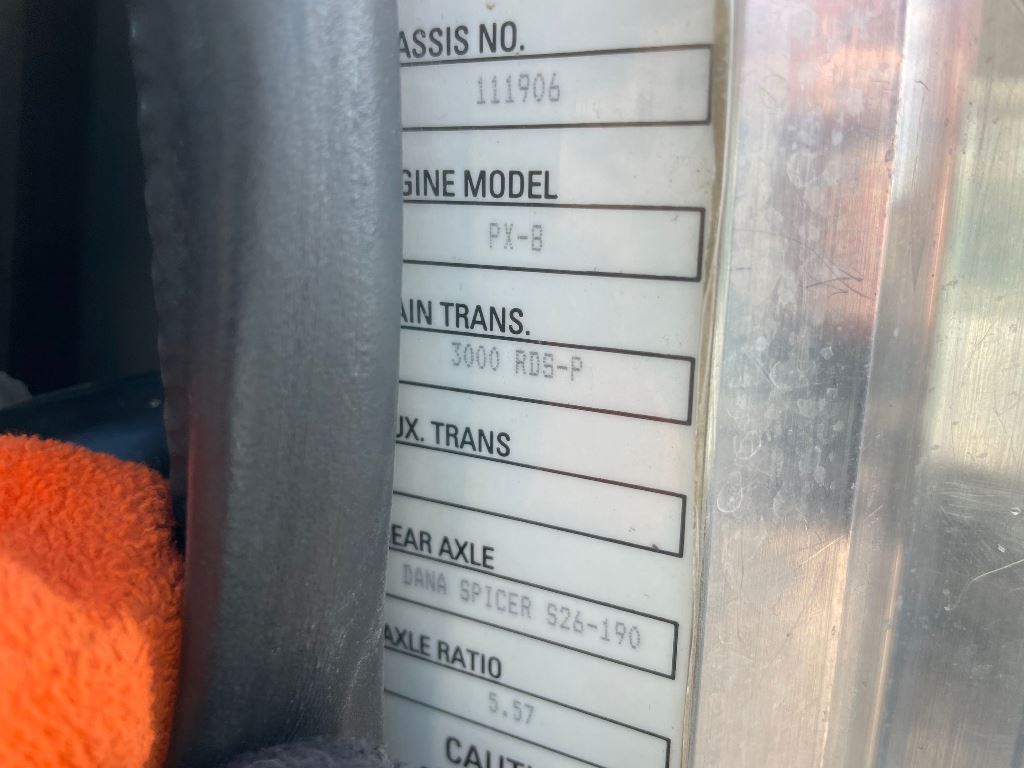 ASSIS NO.
111906
GINE MODEL
PX-8
AIN TRANS.
3000 RDS-P
UX. TRANS
EAR AXLE
DANA SPICER S26-190
AXLE RATIO
5.57
CAUTI